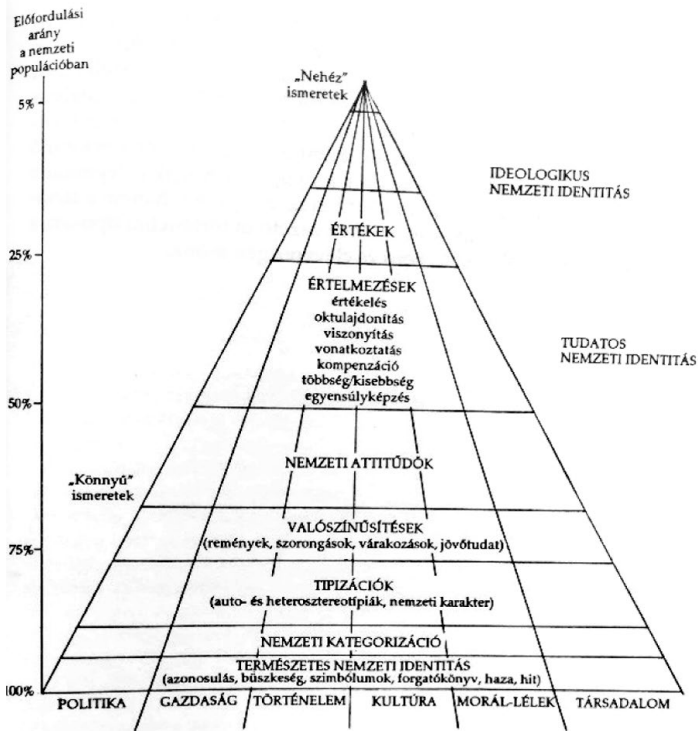 Előfordulási
arány
a nemzeti
populációban
„Nehéz”
ismeretek
5%
IDEOLOGIKUS
NEMZETI IDENTITÁS
ÉRTÉKEK
25%
ÉRTELMEZÉSEK
értékelés
oktulajdonítás
viszonyítás
vonatkoztatás
kompenzáció
többség/kisebbség
egyensúlyképzés
TUDATOS
NEMZETI IDENTITÁS
50%
NEMZETI ATTITŰDÖK
„Könnyű”
ismeretek
VALÓSZÍNŰSÍTÉSEK
(remények, szorongások, várakozások, jövőtudat)
75%
TIPIZÁCIÓK
(auto- és heterosztereotípiák, nemzeti karakter)
NEMZETI KATEGORIZÁCIÓ
TERMÉSZETES NEMZETI IDENTITÁS
(azonosulás, büszkeség, szimbólumok, forgatókönyv, haza, hit)
100%
POLITIKA GAZDASÁG TÖRTÉNELEM KULTÚRA MORÁL-LÉLEK TÁRSADALOM